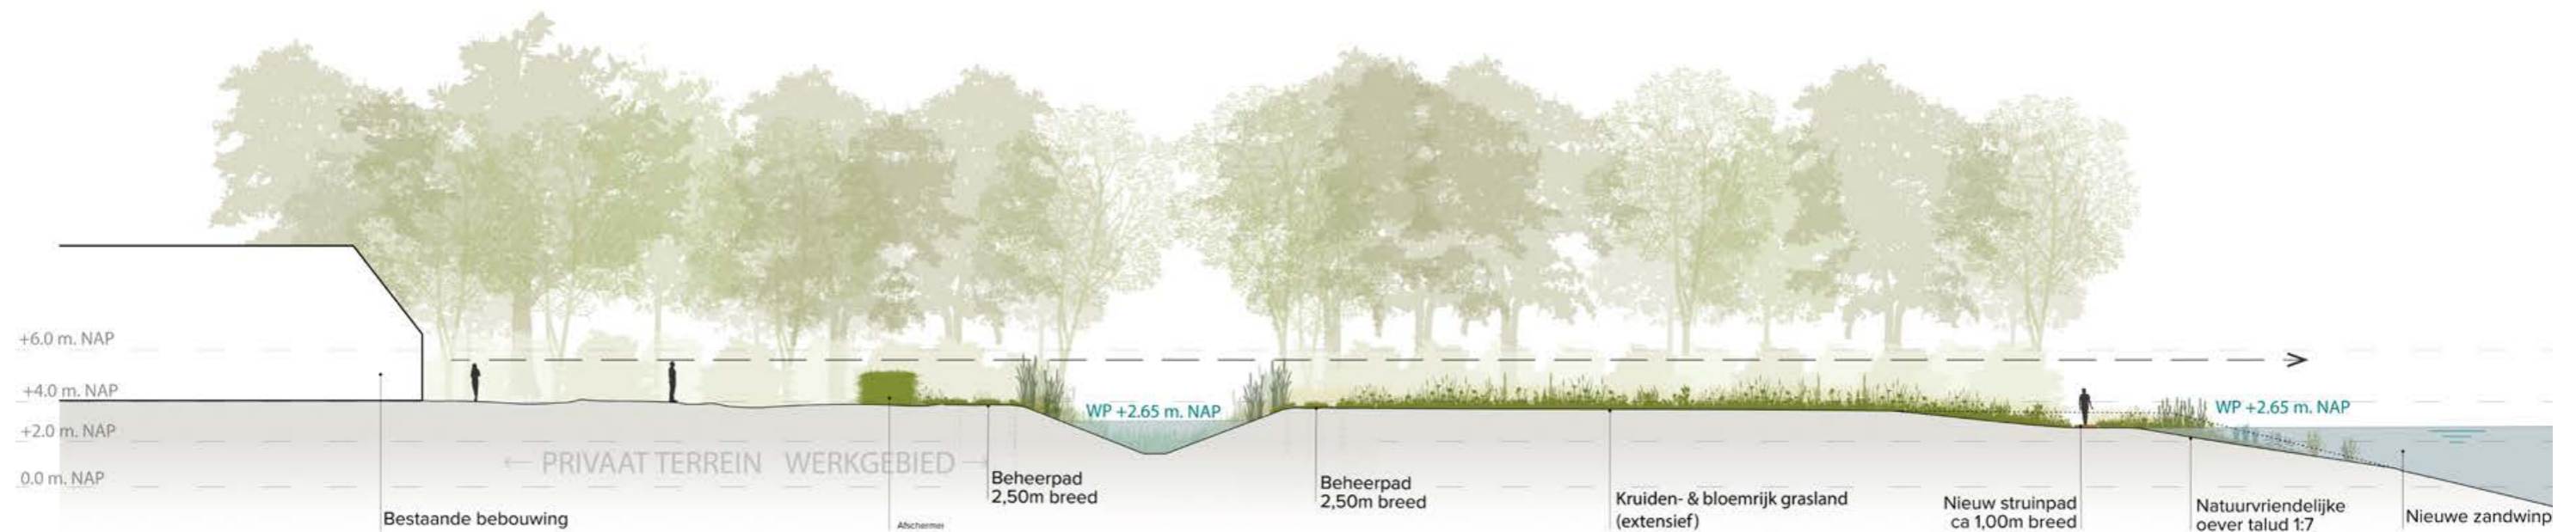 +6.0 m. NAP
+4.0 m. NAP
+2.0 m. NAP
0.0 m. NAP
WP +2.65 m. NAP
WP +2.65 m. NAP
← PRIVAAT TERREIN WERKGEBIED →
Bestaande bebouwing
Afschermer
Beheerpad
2,50m breed
Beheerpad
2,50m breed
Kruiden- & bloemrijk grasland
(extensief)
Nieuw struinpad
ca 1,00m breed
Natuurvriendelijke
oever talud 1:7
Nieuwe zandwinp